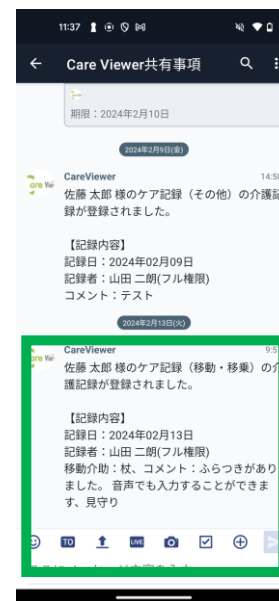 11:37
Care Viewer共有事項
期限：2024年2月10日
2024年2月9日(金)
CareViewer
佐藤 太郎 様のケア記録（その他）の介護記
録が登録されました。
【記録内容】
記録日：2024年02月09日
記録者：山田 二朗(フル権限)
コメント：テスト
2024年2月13日(火)
CareViewer
佐藤 太郎 様のケア記録（移動・移乗）の介
護記録が登録されました。
【記録内容】
記録日：2024年02月13日
記録者：山田 二朗(フル権限)
移動介助：杖、コメント：ふらつきがあり
ました。 音声でも入力することができま
す、見守り
TO
LIVE